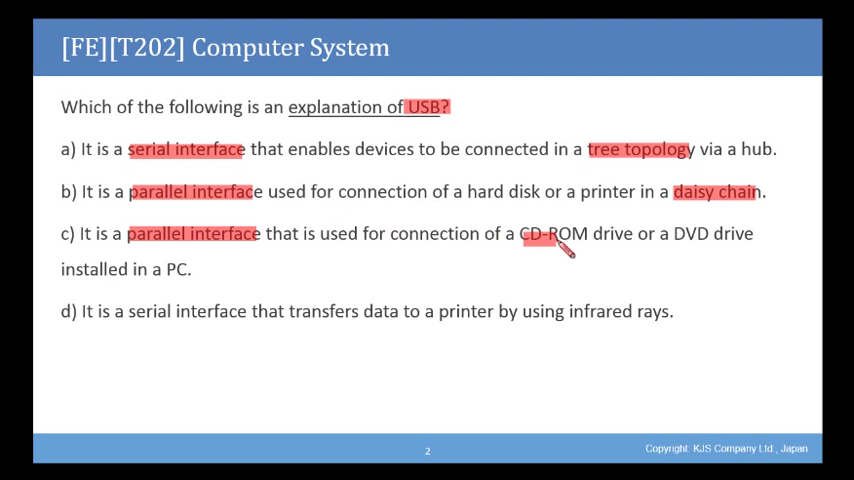 [FE][T202] Computer System
Which of the following is an explanation of USB?
a) It is a serial interface that enables devices to be connected in a tree topology via a hub.
b) It is a parallel interface used for connection of a hard disk or a printer in a daisy chain.
c) It is a parallel interface that is used for connection of a CD-ROM drive or a DVD drive
installed in a PC.
d) It is a serial interface that transfers data to a printer by using infrared rays.
2
Copyright: KJS Company Ltd., Japan